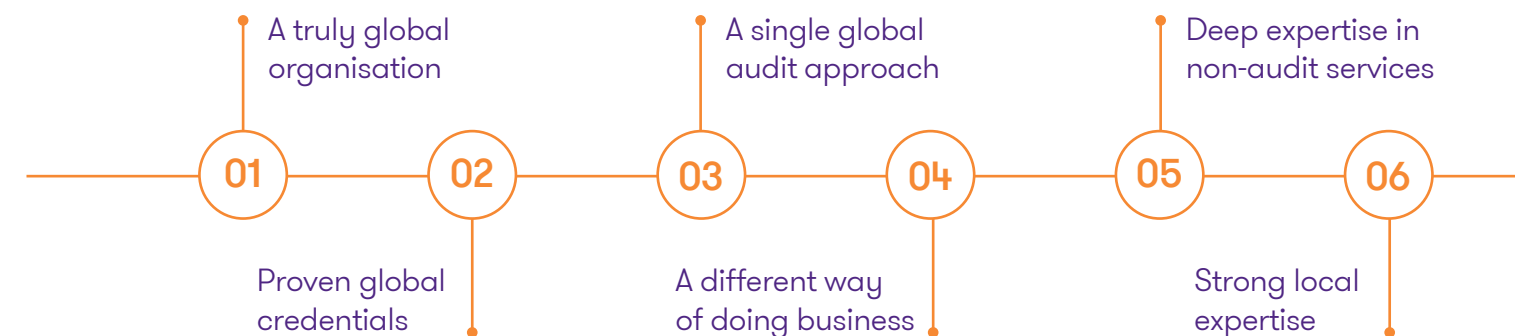 01
A truly global
organisation
02
Proven global
credentials
03
A single global
audit approach
04
A different way
of doing business
05
Deep expertise in
non-audit services
06
Strong local
expertise